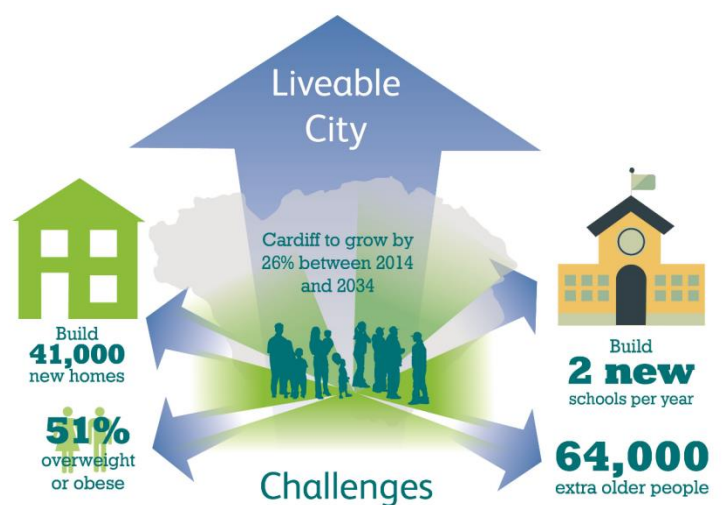 Liveable
City
Cardiff to grow by
26% between 2014
and 2034
Build
41,000
new homes
Build
2 new
schools per year
51%
overweight
or obese
64,000
extra older people
Challenges